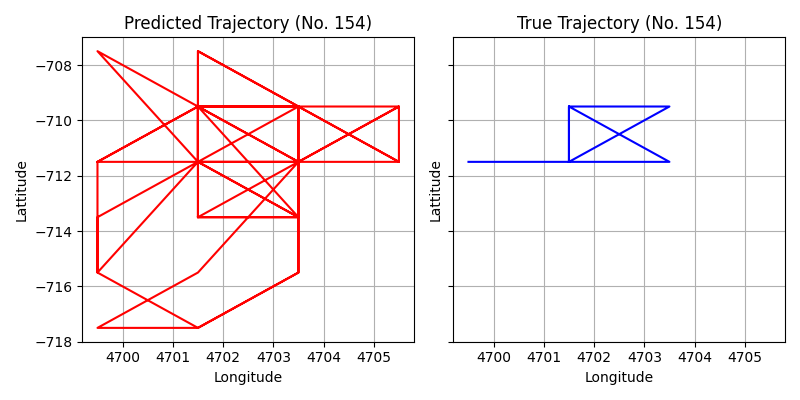 Predicted Trajectory (No. 154)
True Trajectory (No. 154)
−708
−710
−712
−714
−716
−718
Lattitude
Lattitude
4700 4701 4702 4703 4704 4705
4700 4701 4702 4703 4704 4705
Longitude
Longitude